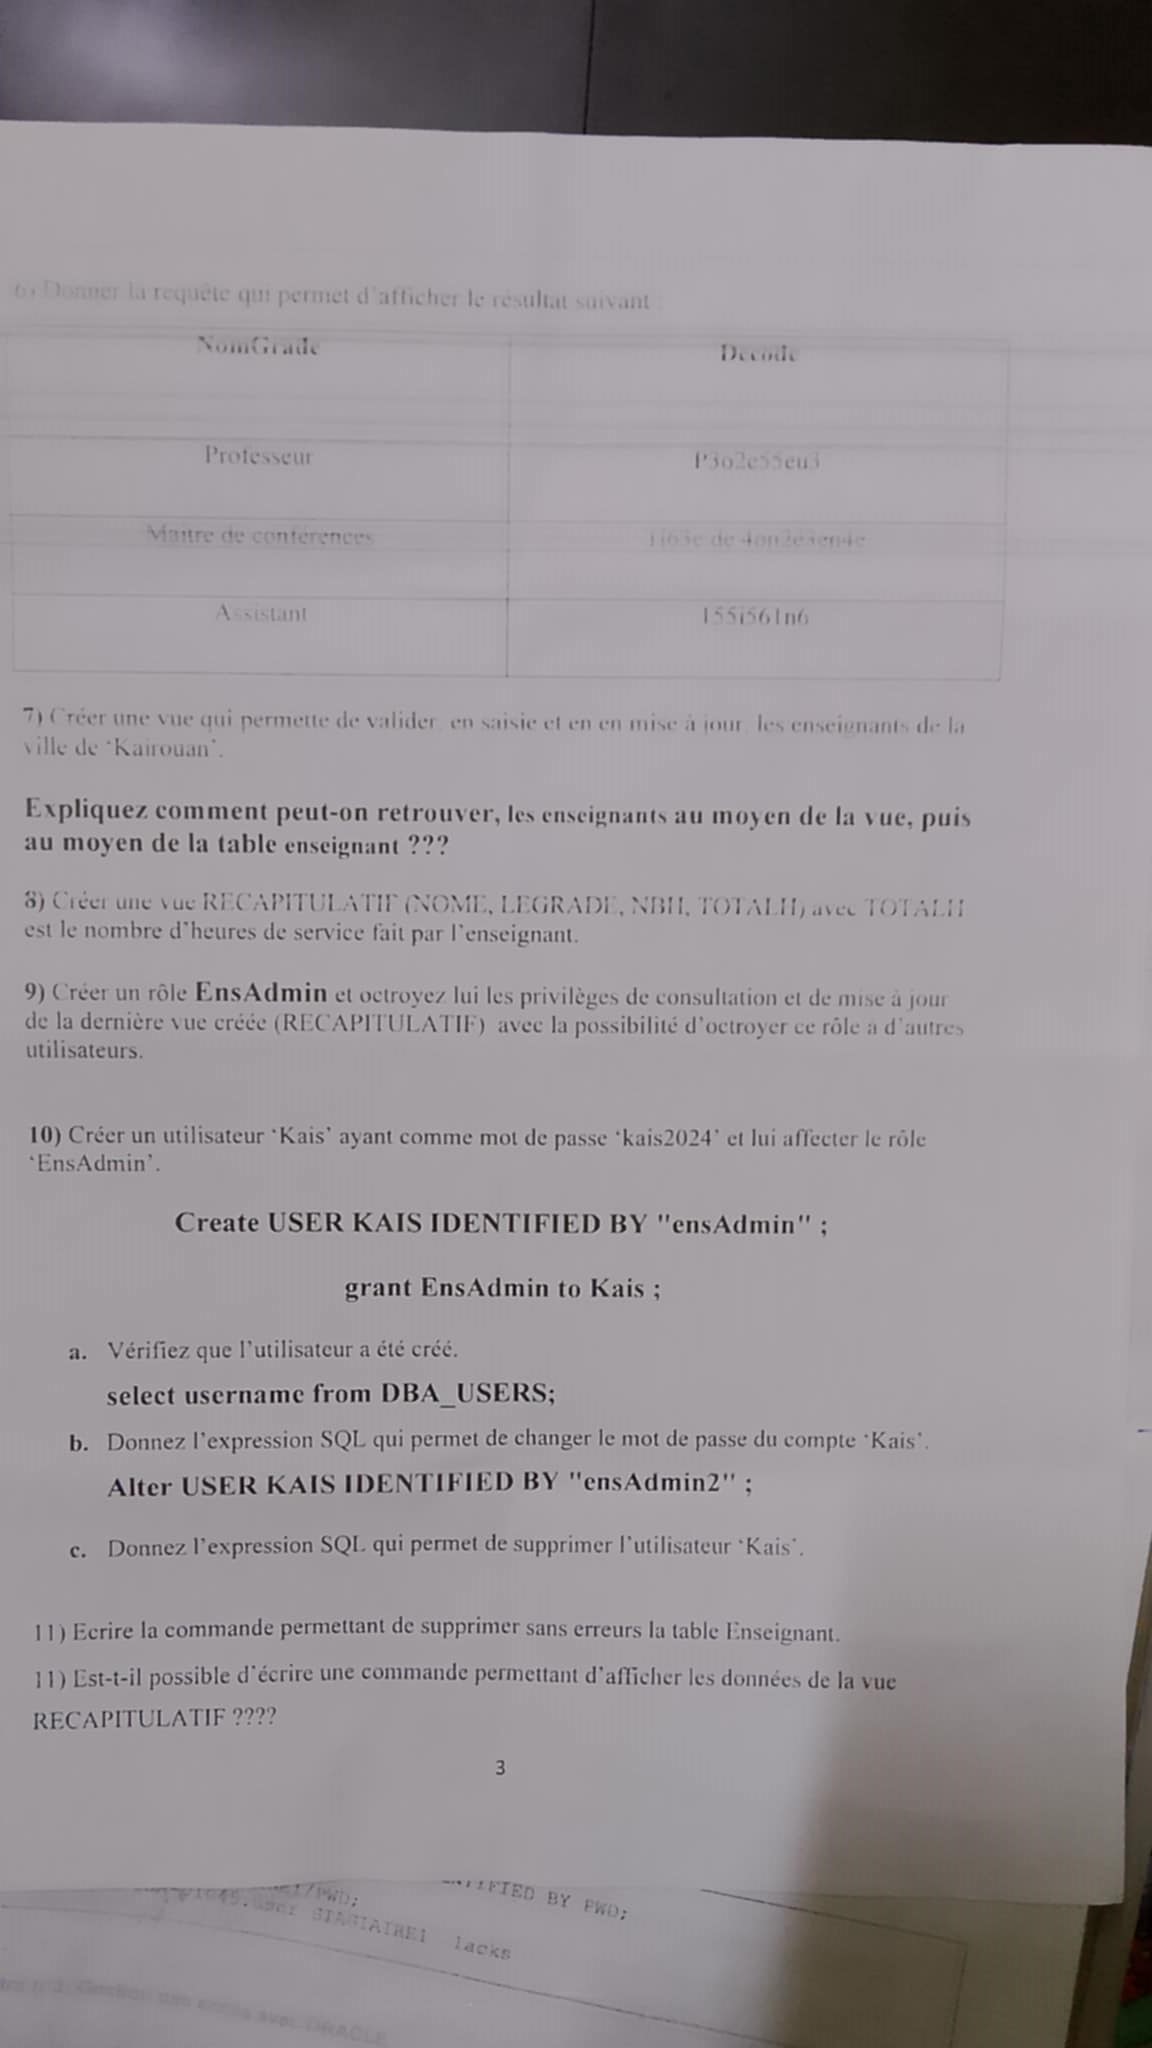 6) Donner la requête qui permet d'afficher le résultat suivant :
NomGrade Decode
Professeur P3o2e55eu3
Maitre de conférences de 4on2e3en4e
Assistant 155i561n6
7) Créer une vue qui permette de valider, en saisie et en en mise à jour, les enseignants de la
ville de ‘Kairouan’.
Expliquez comment peut-on retrouver, les enseignants au moyen de la vue, puis
au moyen de la table enseignant ???
8) Créer une vue RECAPITULATIF (NOME, LEGRADE, NBH, TOTALH) avec TOTALH
est le nombre d’heures de service fait par l’enseignant.
9) Créer un rôle EnsAdmin et octroyez lui les privilèges de consultation et de mise à jour
de la dernière vue créée (RECAPITULATIF) avec la possibilité d’octroyer ce rôle à d’autres
utilisateurs.
10) Créer un utilisateur ‘Kais’ ayant comme mot de passe ‘kais2024’ et lui affecter le rôle
‘EnsAdmin’.
Create USER KAIS IDENTIFIED BY "ensAdmin" ;
grant EnsAdmin to Kais ;
a. Vérifiez que l’utilisateur a été créé.
select username from DBA_USERS;
b. Donnez l’expression SQL qui permet de changer le mot de passe du compte ‘Kais’.
Alter USER KAIS IDENTIFIED BY "ensAdmin2" ;
c. Donnez l’expression SQL qui permet de supprimer l’utilisateur ‘Kais’.
11) Ecrire la commande permettant de supprimer sans erreurs la table Enseignant.
11) Est-t-il possible d’écrire une commande permettant d’afficher les données de la vue
RECAPITULATIF ????
3
BY PWD;
STAGIAIRE1 lacks